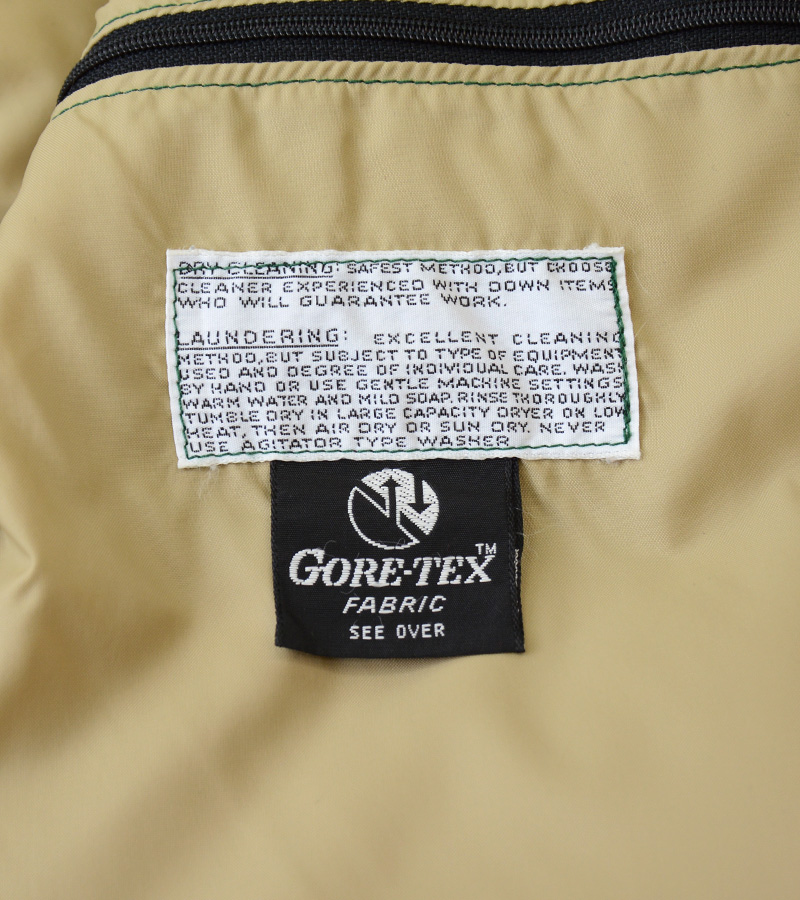 DRY CLEANING: SAFEST METHOD, BUT CHOOSE
CLEANER EXPERIENCED WITH DOWN ITEMS
WHO WILL GUARANTEE WORK.
LAUNDERING: EXCELLENT CLEANING
METHOD, BUT SUBJECT TO TYPE OF EQUIPMENT
USED AND DEGREE OF INDIVIDUAL CARE. WASH
BY HAND OR USE GENTLE MACHINE SETTINGS
WARM WATER AND MILD SOAP. RINSE THOROUGHLY
TUMBLE DRY IN LARGE CAPACITY DRYER ON LOW
HEAT, THEN AIR DRY OR SUN DRY. NEVER
USE AGITATOR TYPE WASHER
GORE-TEX™
FABRIC
SEE OVER